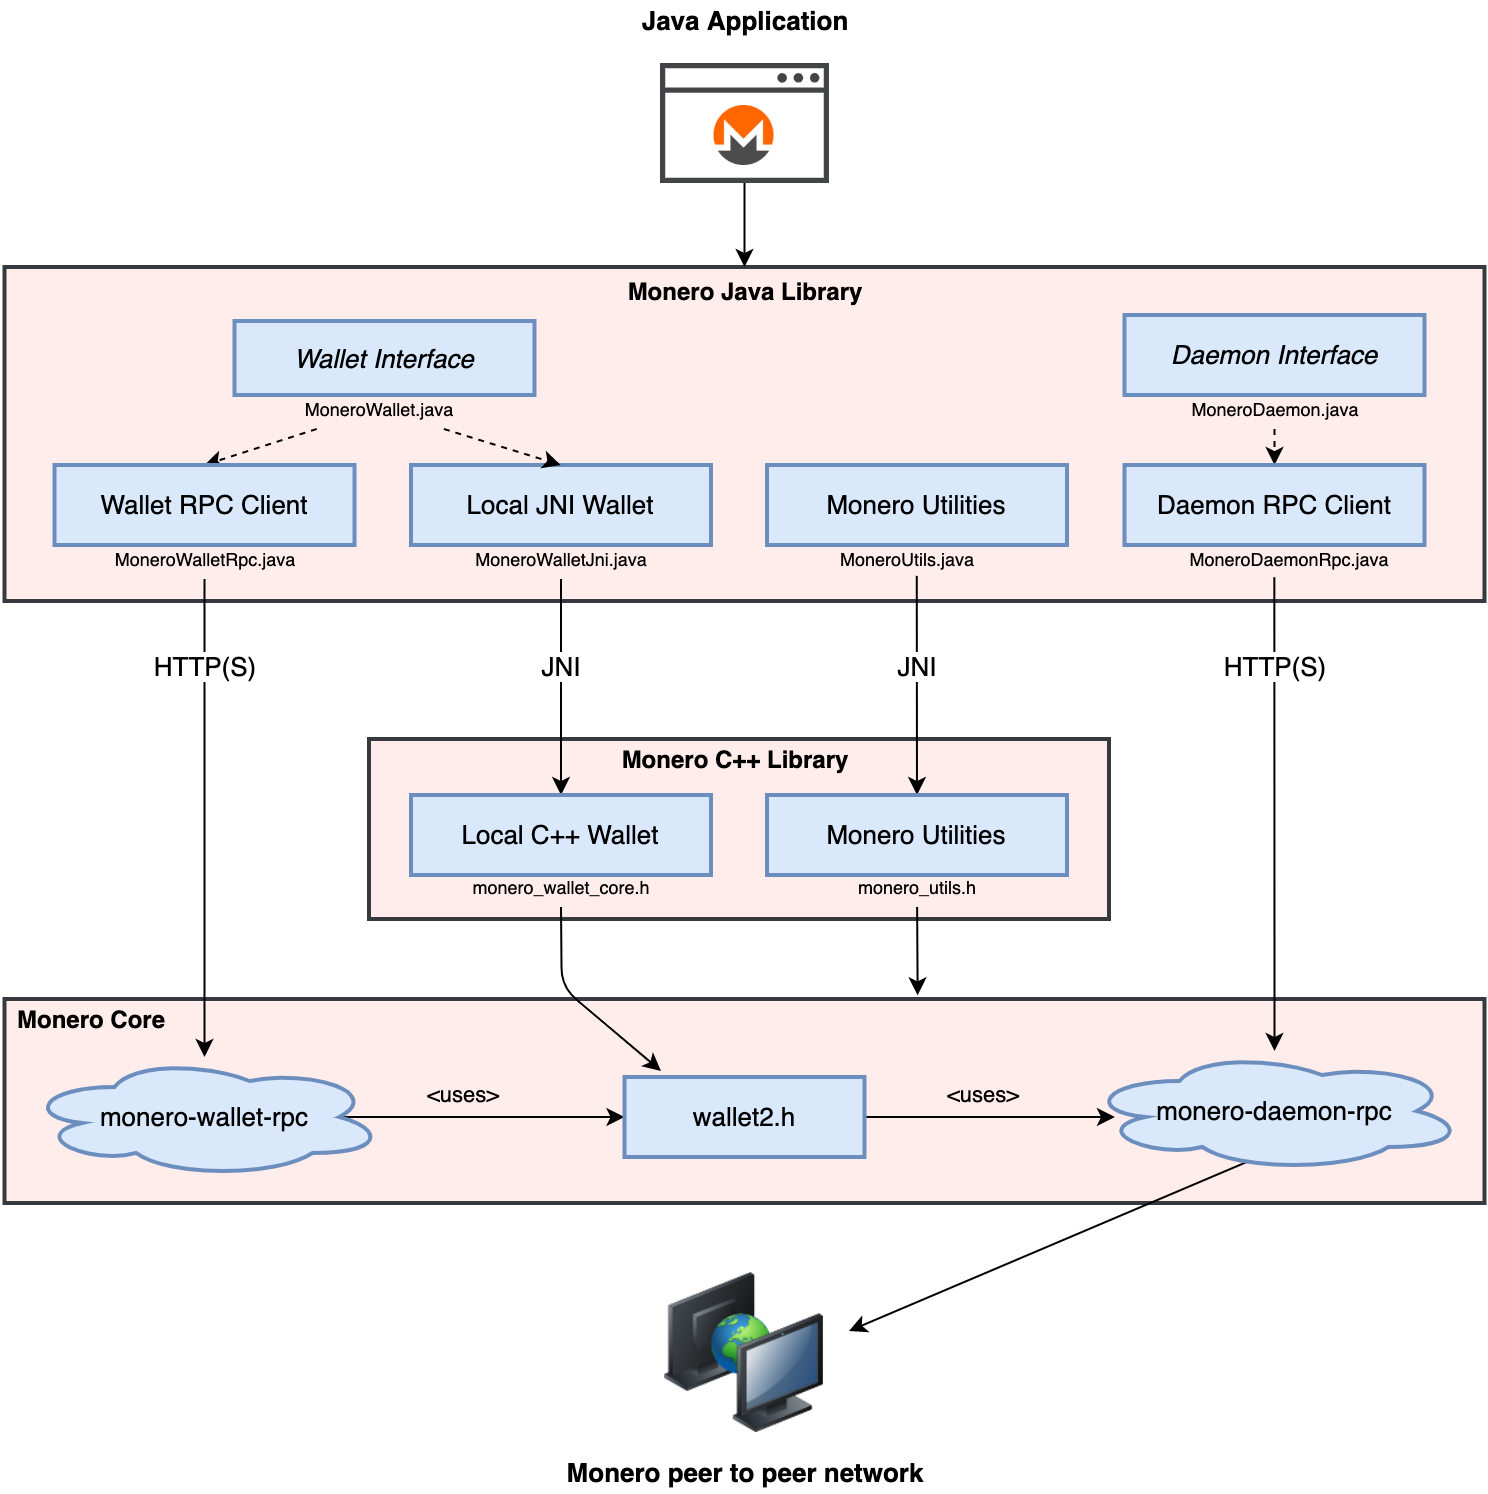 Java Application
Monero Java Library
Wallet Interface
MoneroWallet.java
Daemon Interface
MoneroDaemon.java
Wallet RPC Client
MoneroWalletRpc.java
Local JNI Wallet
MoneroWalletJni.java
Monero Utilities
MoneroUtils.java
Daemon RPC Client
MoneroDaemonRpc.java
HTTP(S)
JNI
JNI
HTTP(S)
Monero C++ Library
Local C++ Wallet
monero_wallet_core.h
Monero Utilities
monero_utils.h
Monero Core
monero-wallet-rpc
<uses>
wallet2.h
<uses>
monero-daemon-rpc
Monero peer to peer network